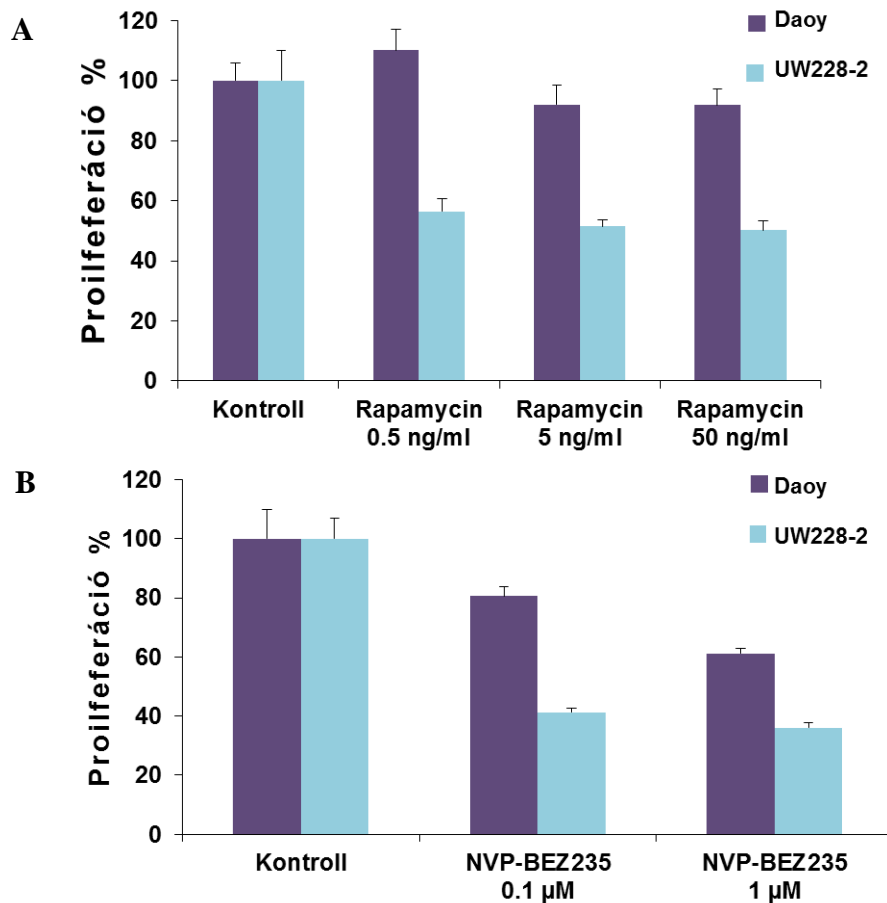 A
Daoy
UW228-2
Proilfeferáció %
120
100
80
60
40
20
0
Kontroll
Rapamycin
0.5 ng/ml
Rapamycin
5 ng/ml
Rapamycin
50 ng/ml
B
Daoy
UW228-2
Proilfeferáció %
120
100
80
60
40
20
0
Kontroll
NVP-BEZ235
0.1 µM
NVP-BEZ235
1 µM